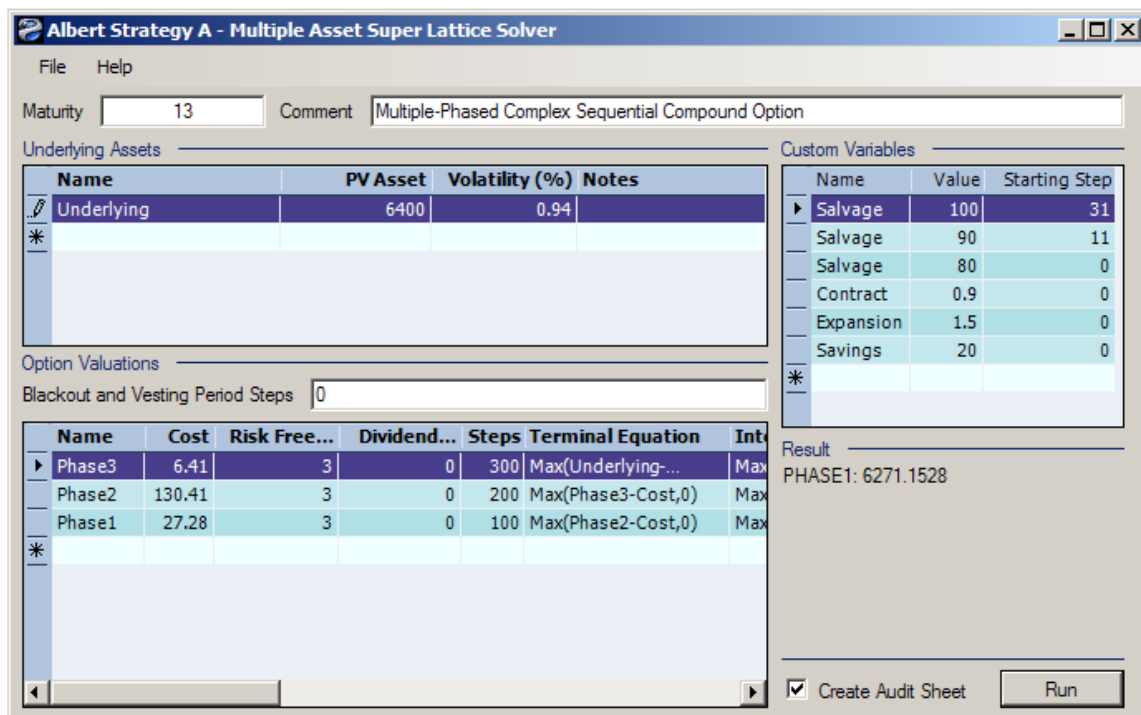 Albert Strategy A - Multiple Asset Super Lattice Solver
File Help
Maturity 13 Comment Multiple-Phased Complex Sequential Compound Option
Underlying Assets
Name PV Asset Volatility (%) Notes
Underlying 6400 0.94
Custom Variables
Name Value Starting Step
Salvage 100 31
Salvage 90 11
Salvage 80 0
Contract 0.9 0
Expansion 1.5 0
Savings 20 0
Option Valuations
Blackout and Vesting Period Steps 0
Name Cost Risk Free... Dividend... Steps Terminal Equation Inte
Phase3 6.41 3 0 300 Max(Underlying-... Max
Phase2 130.41 3 0 200 Max(Phase3-Cost,0) Max
Phase1 27.28 3 0 100 Max(Phase2-Cost,0) Max
Result
PHASE1: 6271.1528
Create Audit Sheet Run